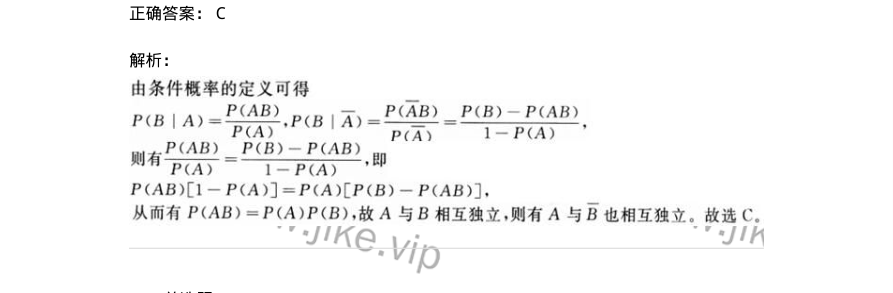 正确答案： C
解析：
由条件概率的定义可得
P(B | A) = P(AB)/P(A), P(B | A̅) = P(A̅B)/P(A̅) = P(B) − P(AB)/1 − P(A),
则有 P(AB)/P(A) = P(B) − P(AB)/1 − P(A), 即
P(AB)[1 − P(A)] = P(A)[P(B) − P(AB)],
从而有 P(AB) = P(A)P(B), 故 A 与 B 相互独立, 则有 A 与 B̅ 也相互独立。故选 C。
.jike.vip